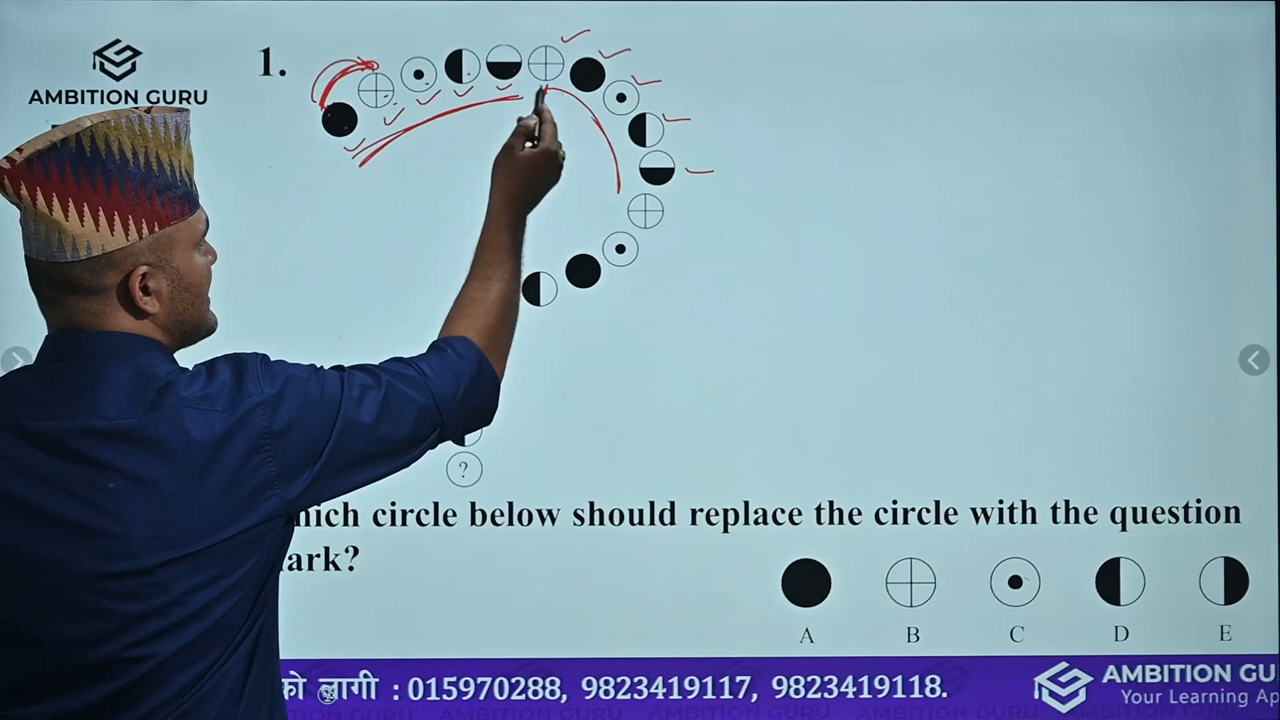 AMBITION GURU
1.
?
hich circle below should replace the circle with the question
ark?
A B C D E
को लागी : 015970288, 9823419117, 9823419118.
AMBITION GU
Your Learning Ap